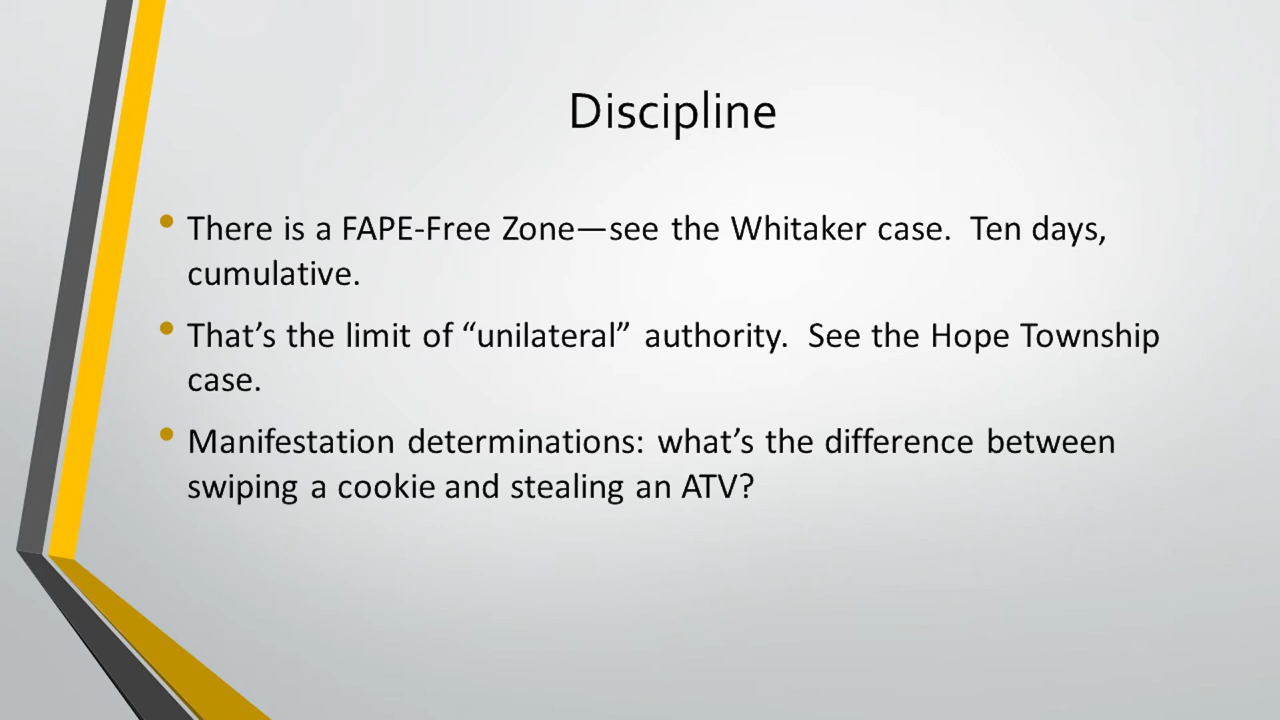 Discipline
• There is a FAPE-Free Zone—see the Whitaker case.  Ten days,
cumulative.
• That’s the limit of “unilateral” authority.  See the Hope Township
case.
• Manifestation determinations: what’s the difference between
swiping a cookie and stealing an ATV?